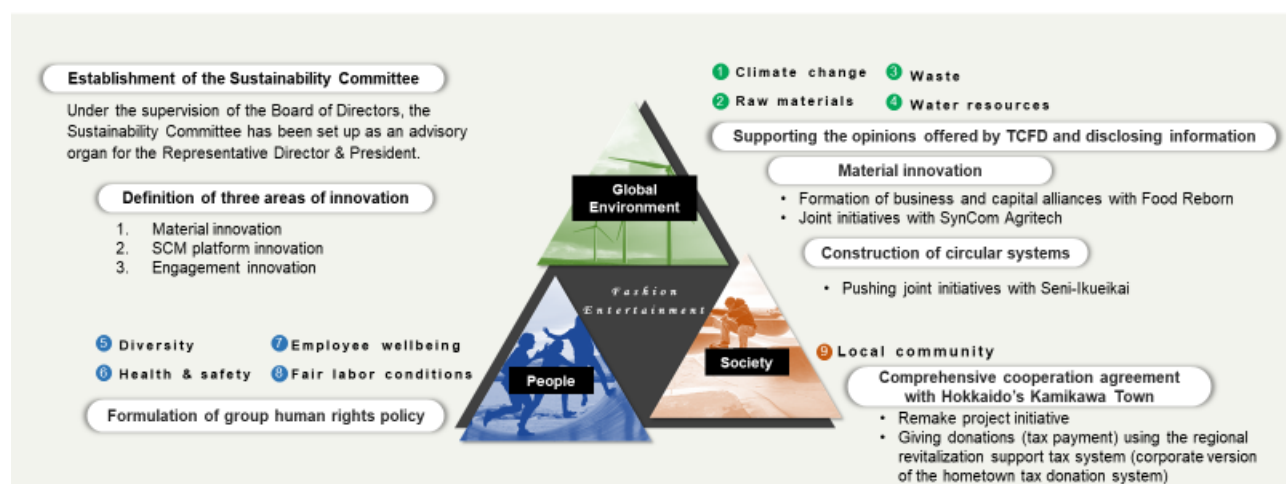 Establishment of the Sustainability Committee
Under the supervision of the Board of Directors, the
Sustainability Committee has been set up as an advisory
organ for the Representative Director & President.
Definition of three areas of innovation
1. Material innovation
2. SCM platform innovation
3. Engagement innovation
1 Climate change 3 Waste
2 Raw materials 4 Water resources
Supporting the opinions offered by TCFD and disclosing information
Material innovation
• Formation of business and capital alliances with Food Reborn
• Joint initiatives with SynCom Agritech
Construction of circular systems
• Pushing joint initiatives with Seni-Ikueikai
Global
Environment
Fashion
Entertainment
People
Society
5 Diversity 7 Employee wellbeing
6 Health & safety 8 Fair labor conditions
Formulation of group human rights policy
9 Local community
Comprehensive cooperation agreement
with Hokkaido's Kamikawa Town
• Remake project initiative
• Giving donations (tax payment) using the regional
revitalization support tax system (corporate version
of the hometown tax donation system)